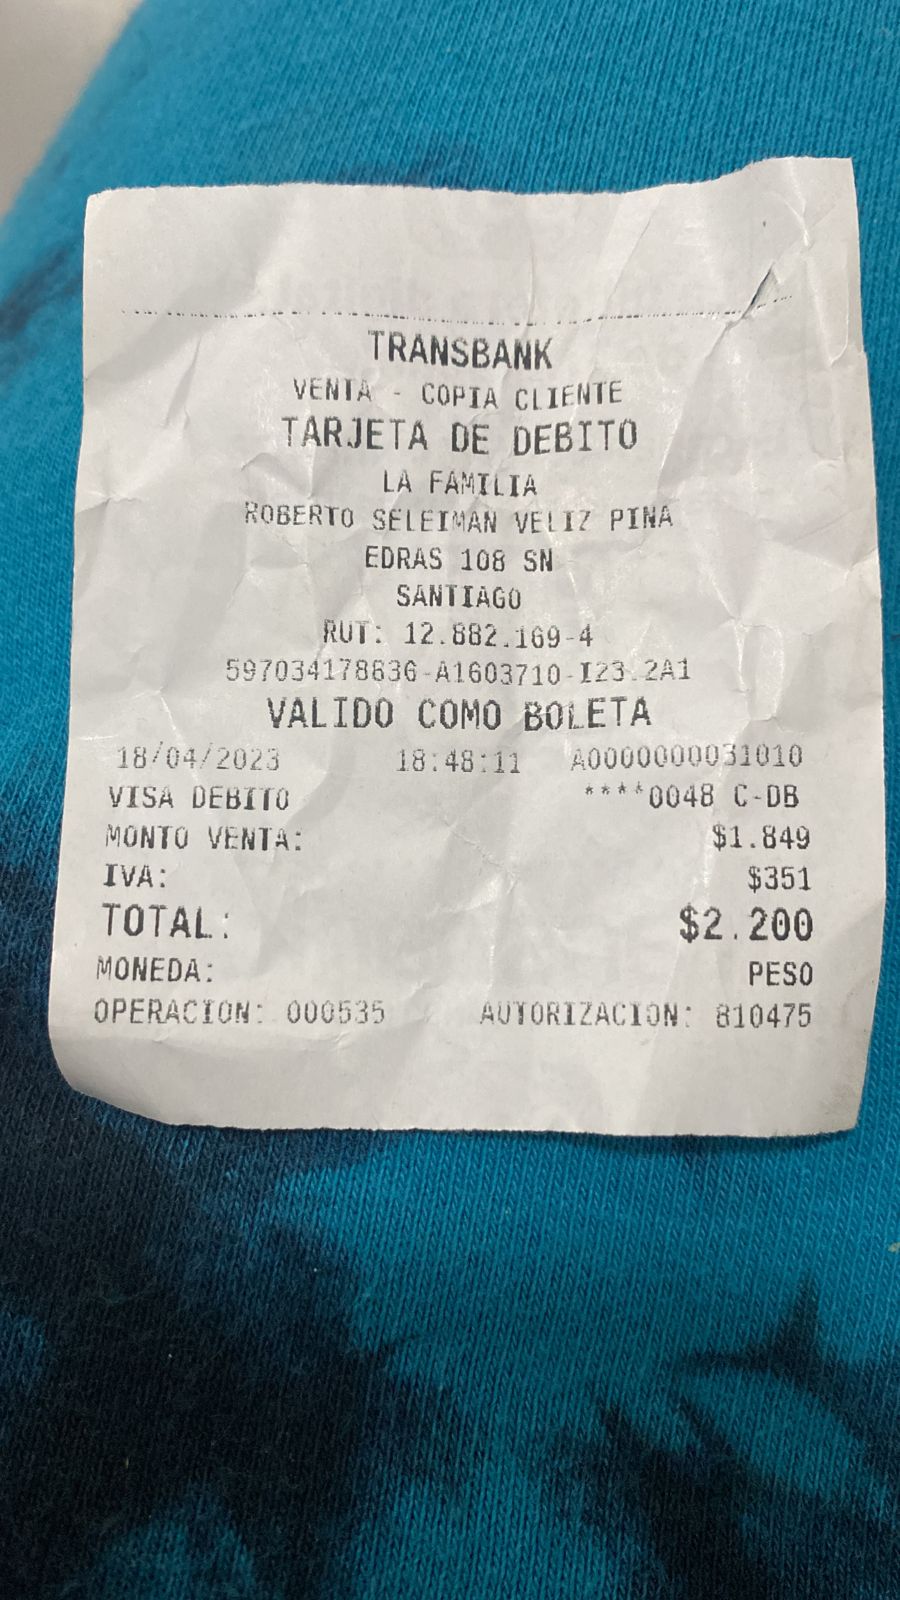 TRANSBANK
VENTA - COPIA CLIENTE
TARJETA DE DEBITO
LA FAMILIA
ROBERTO SELEIMAN VELIZ PINA
EDRAS 108 SN
SANTIAGO
RUT: 12.882.169-4
597034178636-A1603710-I23.2A1
VALIDO COMO BOLETA
18/04/2023 18:48:11 A0000000031010
VISA DEBITO ****0048 C-DB
MONTO VENTA: $1.849
IVA: $351
TOTAL: $2.200
MONEDA: PESO
OPERACION: 000535 AUTORIZACION: 810475